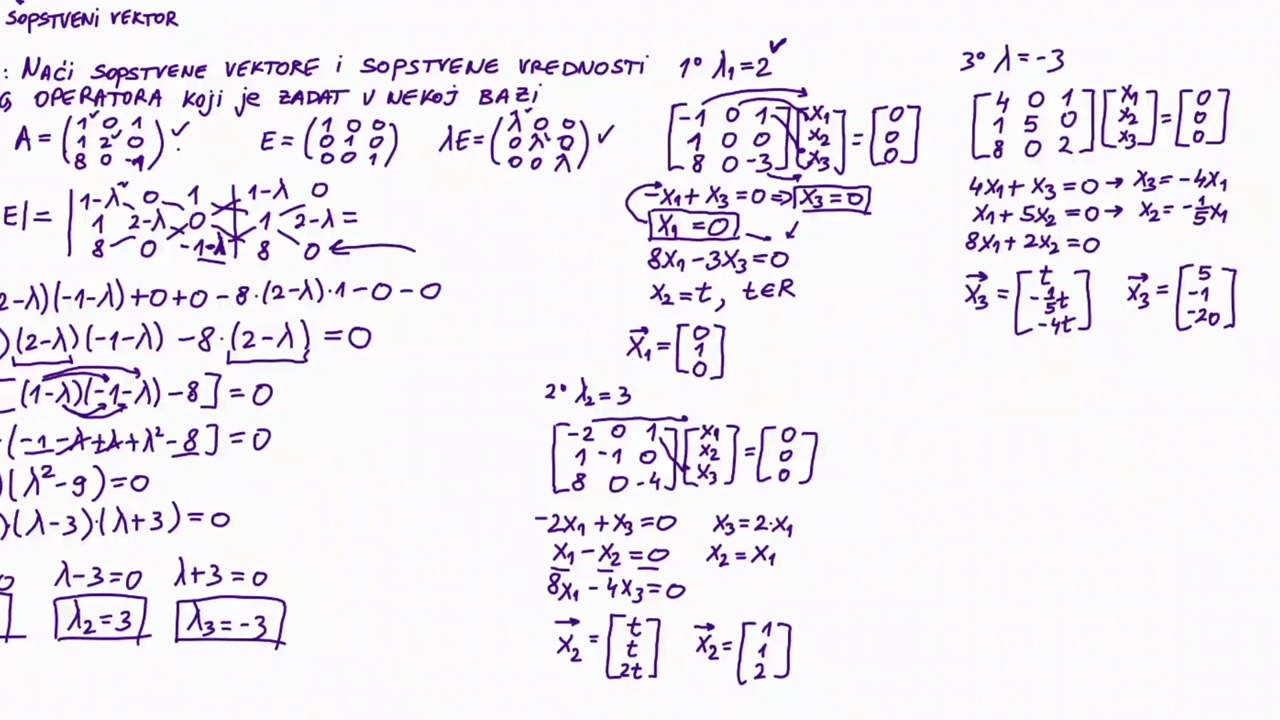 SOPSTVENI VEKTOR
: NAĆI SOPSTVENE VEKTORE i SOPSTVENE VREDNOSTI
OPERATORA koji je ZADAT V NEKOJ BAZI
A = (1 0 1; 1 2 0; 8 0 -1) ✓ E = (1 0 0; 0 1 0; 0 0 1) λE = (λ 0 0; 0 λ 0; 0 0 λ) ✓
E| = | 1-λ 0 1 | 1-λ 0
1 2-λ 0 | 1 2-λ =
8 0 -1-λ | 8 0 ←
2-λ)(-1-λ)+0+0-8·(2-λ)·1-0-0
)(2-λ)(-1-λ) -8·(2-λ) = 0
[(1-λ)(-1-λ)-8] = 0
(-1-λ+λ+λ²-8] = 0
)(λ²-9)=0
)(λ-3)·(λ+3)=0
0 λ-3=0 λ+3=0
λ₂=3 λ₃=-3
1° λ₁=2 ✓
[-1 0 1; 1 0 0; 8 0 -3] [x₁; x₂; x₃] = [0; 0; 0]
-x₁+x₃=0 ⇒ x₃=0
x₁=0
8x₁-3x₃=0
x₂=t, t∈R
x⃗₁ = [0; 1; 0]
2° λ₂=3
[-2 0 1; 1 -1 0; 8 0 -4] [x₁; x₂; x₃] = [0; 0; 0]
-2x₁+x₃=0 x₃=2·x₁
x₁-x₂=0 x₂=x₁
8x₁-4x₃=0
x⃗₂ = [t; t; 2t] x⃗₂ = [1; 1; 2]
3° λ=-3
[4 0 1; 1 5 0; 8 0 2] [x₁; x₂; x₃] = [0; 0; 0]
4x₁+x₃=0 → x₃=-4x₁
x₁+5x₂=0 → x₂=-1/5x₁
8x₁+2x₂=0
x⃗₃ = [t; -1/5t; -4t] x⃗₃ = [5; -1; -20]